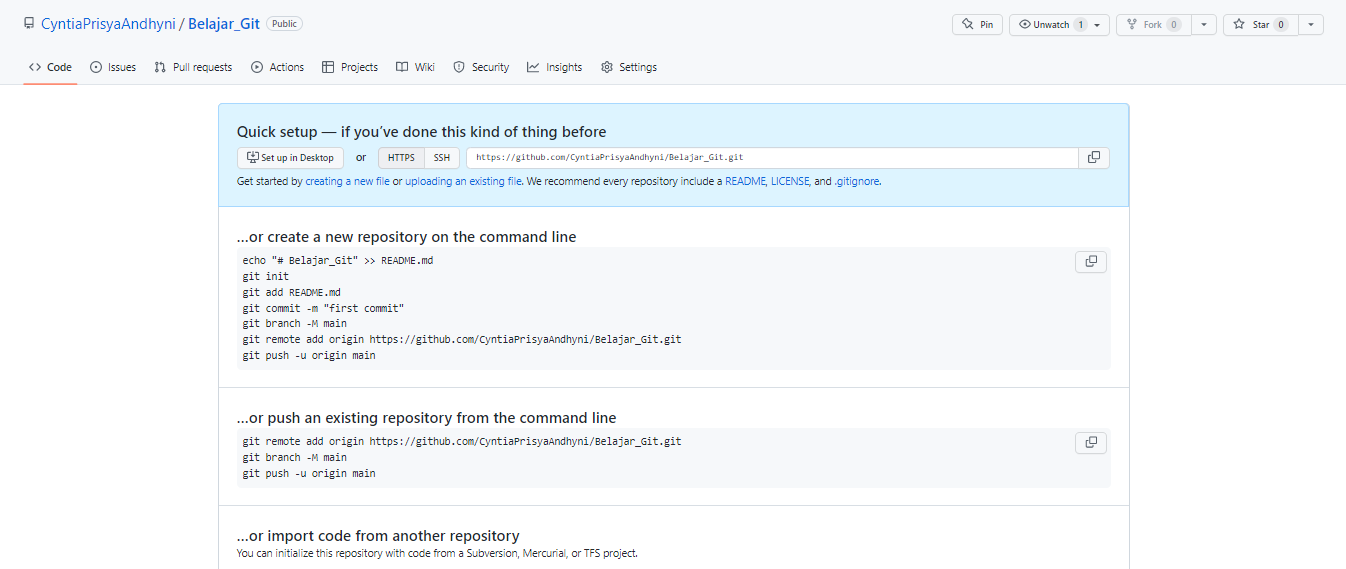 CyntiaPrisyaAndhyni / Belajar_Git Public Pin Unwatch 1 Fork 0 Star 0
Code Issues Pull requests Actions Projects Wiki Security Insights Settings
Quick setup — if you've done this kind of thing before
Set up in Desktop or HTTPS SSH https://github.com/CyntiaPrisyaAndhyni/Belajar_Git.git
Get started by creating a new file or uploading an existing file. We recommend every repository include a README, LICENSE, and .gitignore.
…or create a new repository on the command line
echo "# Belajar_Git" >> README.md
git init
git add README.md
git commit -m "first commit"
git branch -M main
git remote add origin https://github.com/CyntiaPrisyaAndhyni/Belajar_Git.git
git push -u origin main
…or push an existing repository from the command line
git remote add origin https://github.com/CyntiaPrisyaAndhyni/Belajar_Git.git
git branch -M main
git push -u origin main
…or import code from another repository
You can initialize this repository with code from a Subversion, Mercurial, or TFS project.